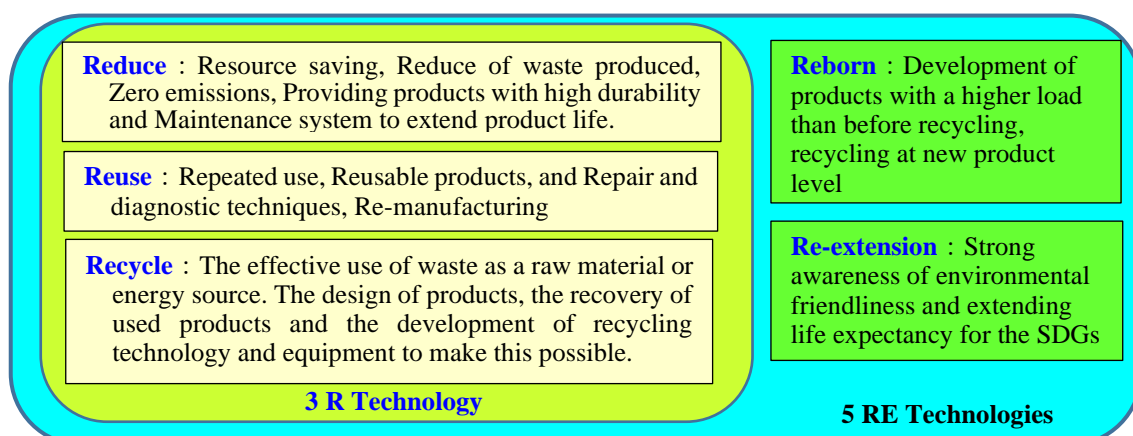 Reduce：Resource saving, Reduce of waste produced,
Zero emissions, Providing products with high durability
and Maintenance system to extend product life.
Reuse：Repeated use, Reusable products, and Repair and
diagnostic techniques, Re-manufacturing
Recycle：The effective use of waste as a raw material or
energy source. The design of products, the recovery of
used products and the development of recycling
technology and equipment to make this possible.
3 R Technology
Reborn：Development of
products with a higher load
than before recycling,
recycling at new product
level
Re-extension：Strong
awareness of environmental
friendliness and extending
life expectancy for the SDGs
5 RE Technologies